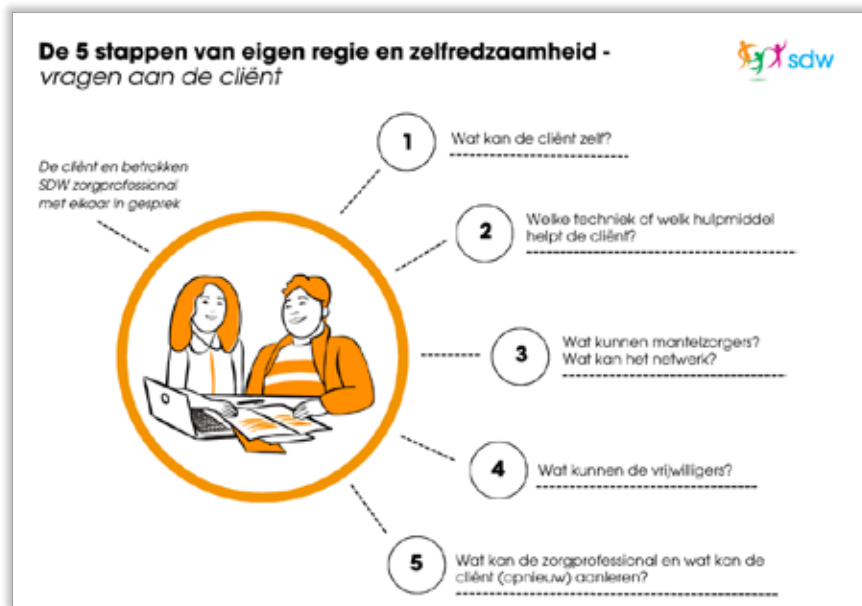 De 5 stappen van eigen regie en zelfredzaamheid -
vragen aan de cliënt
sdw
De cliënt en betrokken
SDW zorgprofessional
met elkaar in gesprek
1
Wat kan de cliënt zelf?
2
Welke techniek of welk hulpmiddel
helpt de cliënt?
3
Wat kunnen mantelzorgers?
Wat kan het netwerk?
4
Wat kunnen de vrijwilligers?
5
Wat kan de zorgprofessional en wat kan de
cliënt (opnieuw) aanleren?